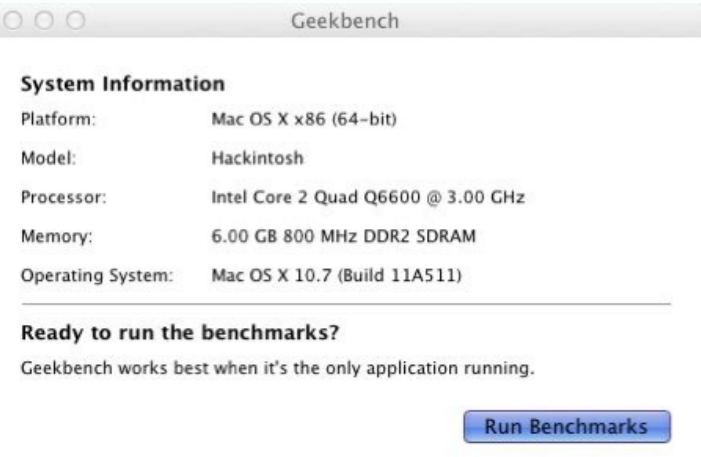 Geekbench
System Information
Platform: Mac OS X x86 (64-bit)
Model: Hackintosh
Processor: Intel Core 2 Quad Q6600 @ 3.00 GHz
Memory: 6.00 GB 800 MHz DDR2 SDRAM
Operating System: Mac OS X 10.7 (Build 11A511)
Ready to run the benchmarks?
Geekbench works best when it's the only application running.
Run Benchmarks